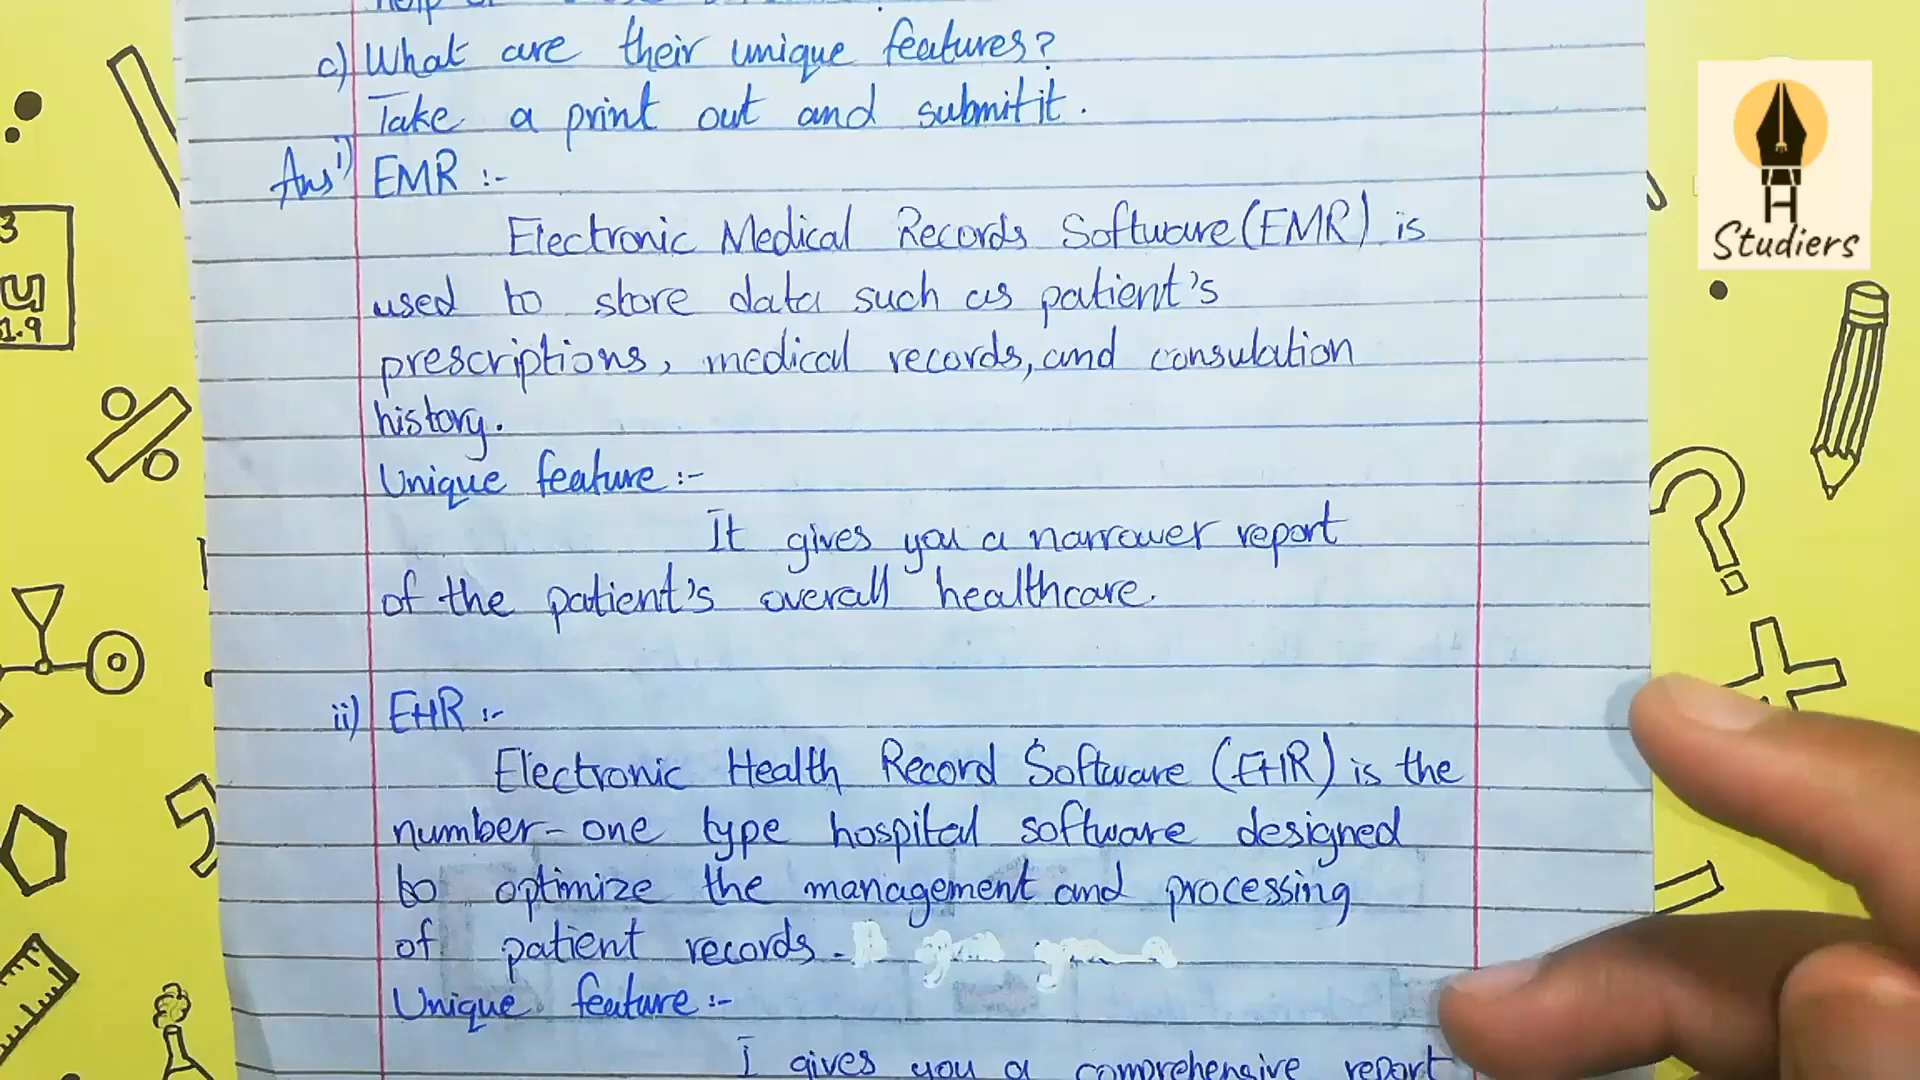 c) What are their unique features?
Take a print out and submit it.
Ans i) EMR :-
Electronic Medical Records Software (EMR) is
used to store data such as patient's
prescriptions, medical records, and consulation
history.
Unique feature :-
It gives you a narrower report
of the patient's overall healthcare.
ii) EHR :-
Electronic Health Record Software (EHR) is the
number-one type hospital software designed
to optimize the management and processing
of patient records.
Unique feature :-
I gives you a comprehensive report
Studiers
3
u
1.9